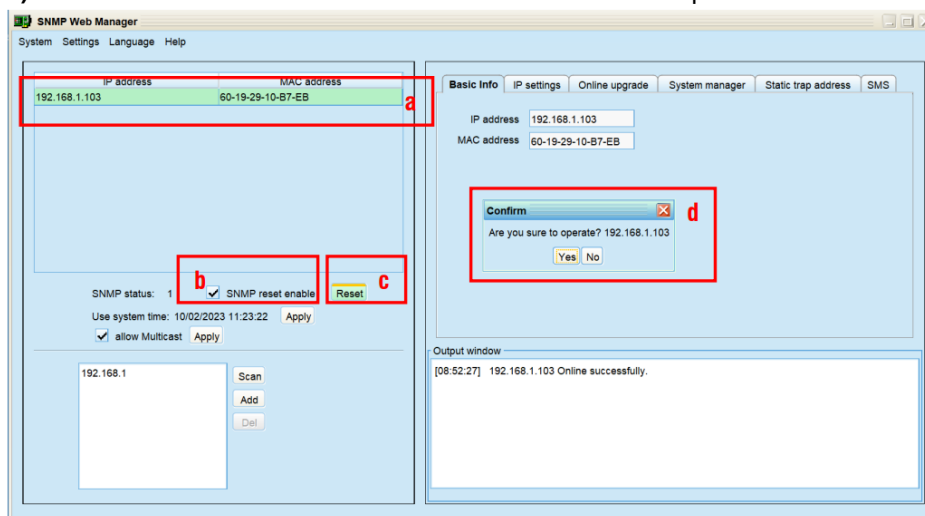 SNMP Web Manager
System Settings Language Help
IP address MAC address
192.168.1.103 60-19-29-10-B7-EB
a
b
SNMP status: 1 SNMP reset enable Reset
c
Use system time: 10/02/2023 11:23:22 Apply
allow Multicast Apply
192.168.1
Scan
Add
Del
Basic Info IP settings Online upgrade System manager Static trap address SMS
IP address 192.168.1.103
MAC address 60-19-29-10-B7-EB
Confirm
d
Are you sure to operate? 192.168.1.103
Yes No
Output window
[08:52:27] 192.168.1.103 Online successfully.